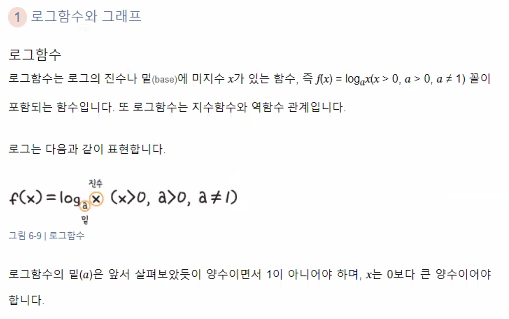 1 로그함수와 그래프
로그함수
로그함수는 로그의 진수나 밑(base)에 미지수 x가 있는 함수, 즉 f(x) = logₐx(x > 0, a > 0, a ≠ 1) 꼴이
포함되는 함수입니다. 또 로그함수는 지수함수와 역함수 관계입니다.
로그는 다음과 같이 표현합니다.
진수
f(x)=logₐx (x>0, a>0, a≠1)
밑
그림 6-9 | 로그함수
로그함수의 밑(a)은 앞서 살펴보았듯이 양수이면서 1이 아니어야 하며, x는 0보다 큰 양수이어야
합니다.